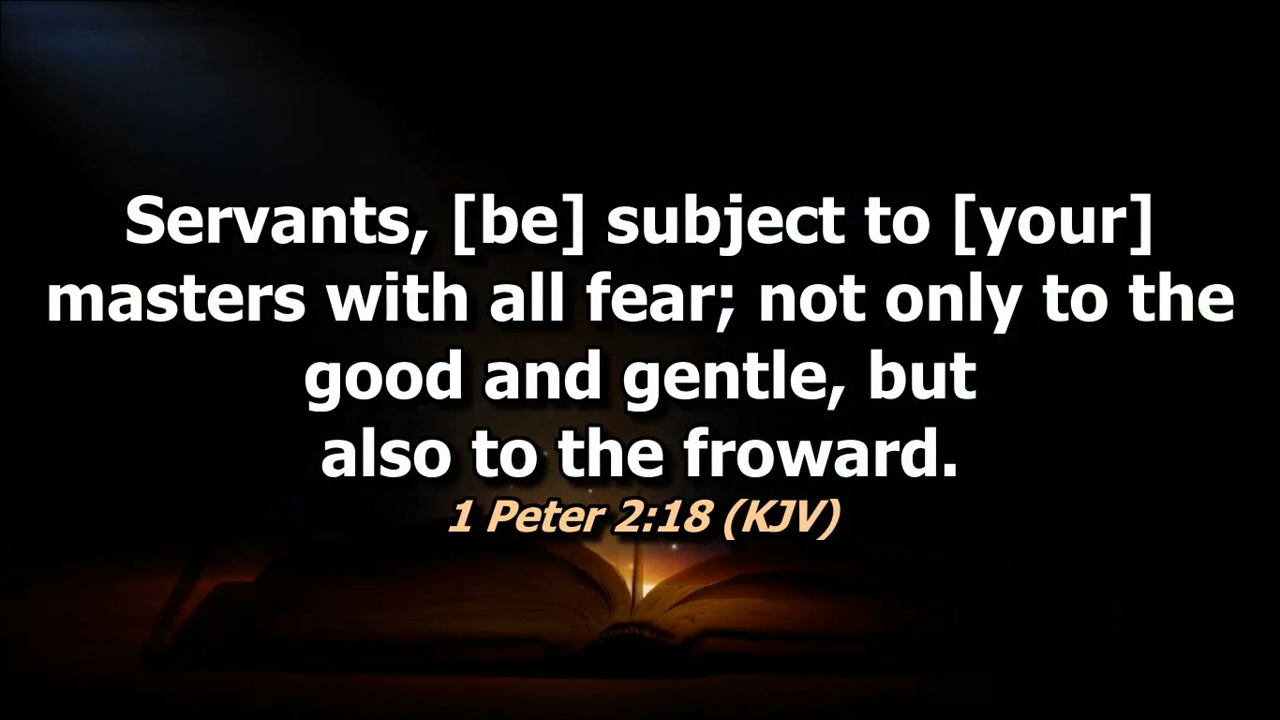 Servants, [be] subject to [your]
masters with all fear; not only to the
good and gentle, but
also to the froward.
1 Peter 2:18 (KJV)